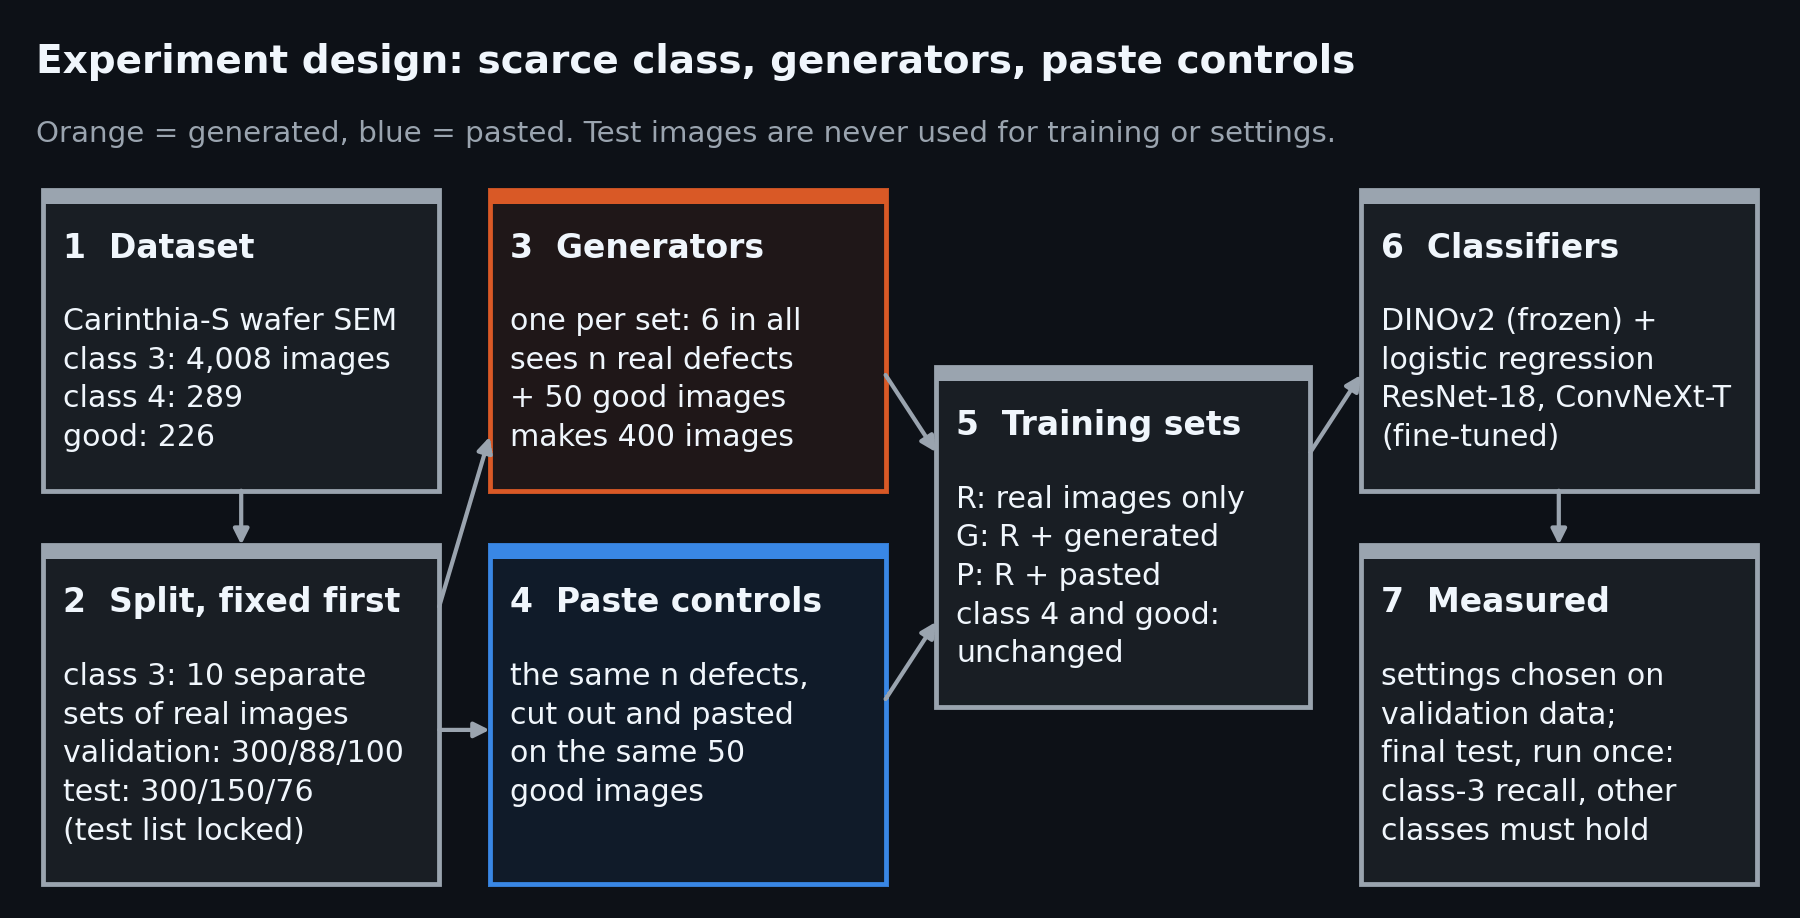 Experiment design: scarce class, generators, paste controls
Orange = generated, blue = pasted. Test images are never used for training or settings.
1 Dataset
Carinthia-S wafer SEM
class 3: 4,008 images
class 4: 289
good: 226
2 Split, fixed first
class 3: 10 separate
sets of real images
validation: 300/88/100
test: 300/150/76
(test list locked)
3 Generators
one per set: 6 in all
sees n real defects
+ 50 good images
makes 400 images
4 Paste controls
the same n defects,
cut out and pasted
on the same 50
good images
5 Training sets
R: real images only
G: R + generated
P: R + pasted
class 4 and good:
unchanged
6 Classifiers
DINOv2 (frozen) +
logistic regression
ResNet-18, ConvNeXt-T
(fine-tuned)
7 Measured
settings chosen on
validation data;
final test, run once:
class-3 recall, other
classes must hold